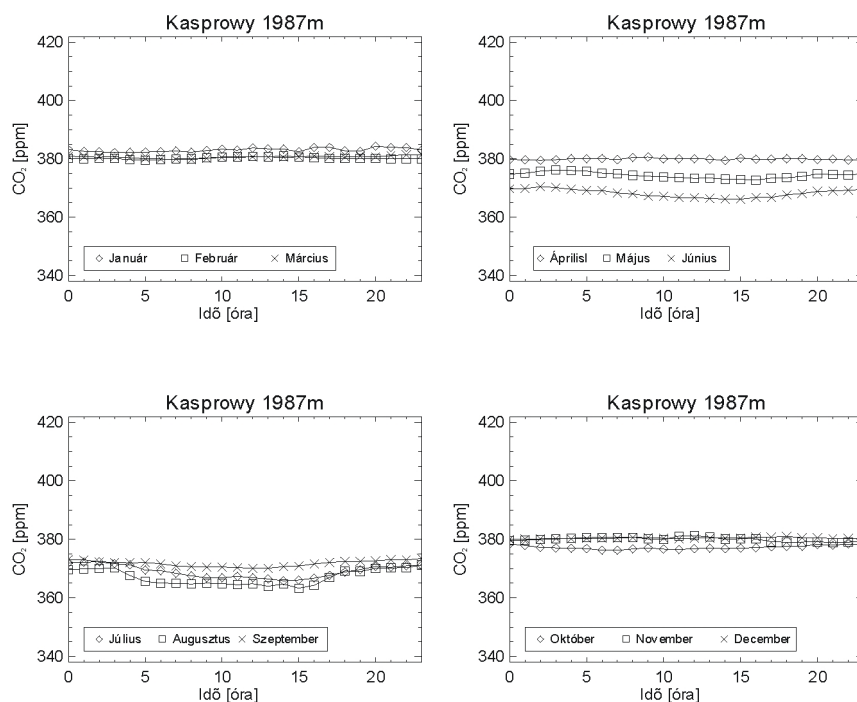 Kasprowy 1987m
420
400
380
360
340
CO₂ [ppm]
Január Február Március
0 5 10 15 20
Idõ [óra]
Kasprowy 1987m
420
400
380
360
340
CO₂ [ppm]
Áprilisl Május Június
0 5 10 15 20
Idõ [óra]
Kasprowy 1987m
420
400
380
360
340
CO₂ [ppm]
Július Augusztus Szeptember
0 5 10 15 20
Idõ [óra]
Kasprowy 1987m
420
400
380
360
340
CO₂ [ppm]
Október November December
0 5 10 15 20
Idõ [óra]